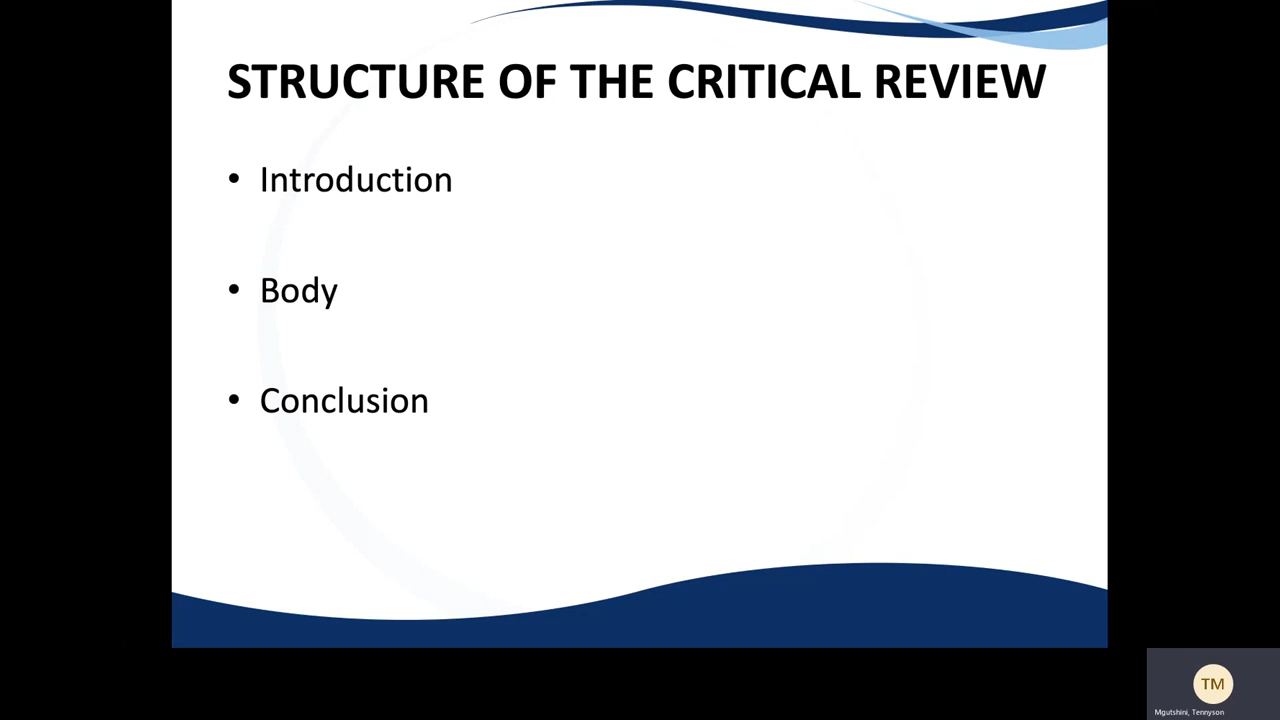 STRUCTURE OF THE CRITICAL REVIEW
• Introduction
• Body
• Conclusion
TM
Mgutshini, Tennyson